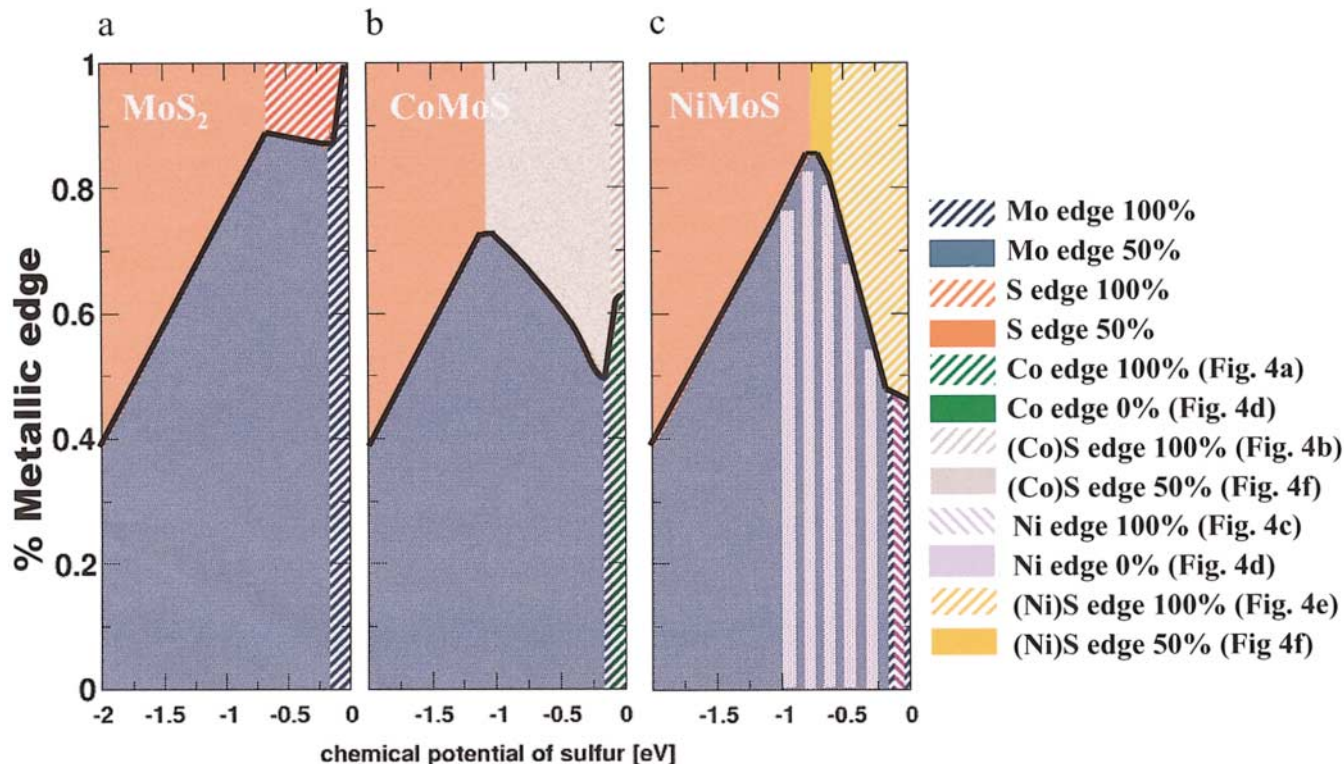 a
b
c
% Metallic edge
1
0.8
0.6
0.4
0.2
0
MoS₂
CoMoS
NiMoS
-2 -1.5 -1 -0.5 0
-1.5 -1 -0.5 0
-1.5 -1 -0.5 0
chemical potential of sulfur [eV]
Mo edge 100%
Mo edge 50%
S edge 100%
S edge 50%
Co edge 100% (Fig. 4a)
Co edge 0% (Fig. 4d)
(Co)S edge 100% (Fig. 4b)
(Co)S edge 50% (Fig. 4f)
Ni edge 100% (Fig. 4c)
Ni edge 0% (Fig. 4d)
(Ni)S edge 100% (Fig. 4e)
(Ni)S edge 50% (Fig 4f)